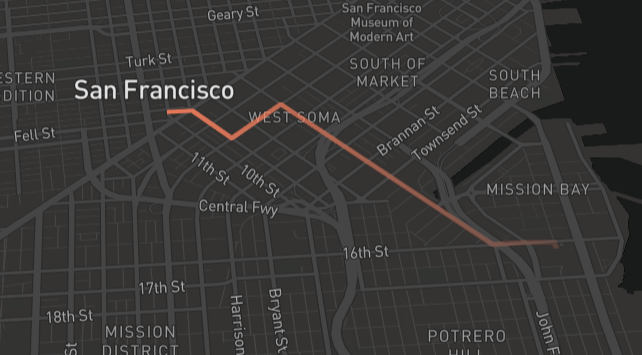 Geary St
San Francisco
Museum of
Modern Art
Turk St
SOUTH OF
MARKET
SOUTH
BEACH
ESTERN
DITION
San Francisco
WEST SOMA
Fell St
Brannan St
Townsend St
11th St
10th St
MISSION BAY
Central Fwy
16th St
17th St
18th St
Harrison
Bryant St
MISSION
DISTRICT
POTRERO
HILL
John F
St